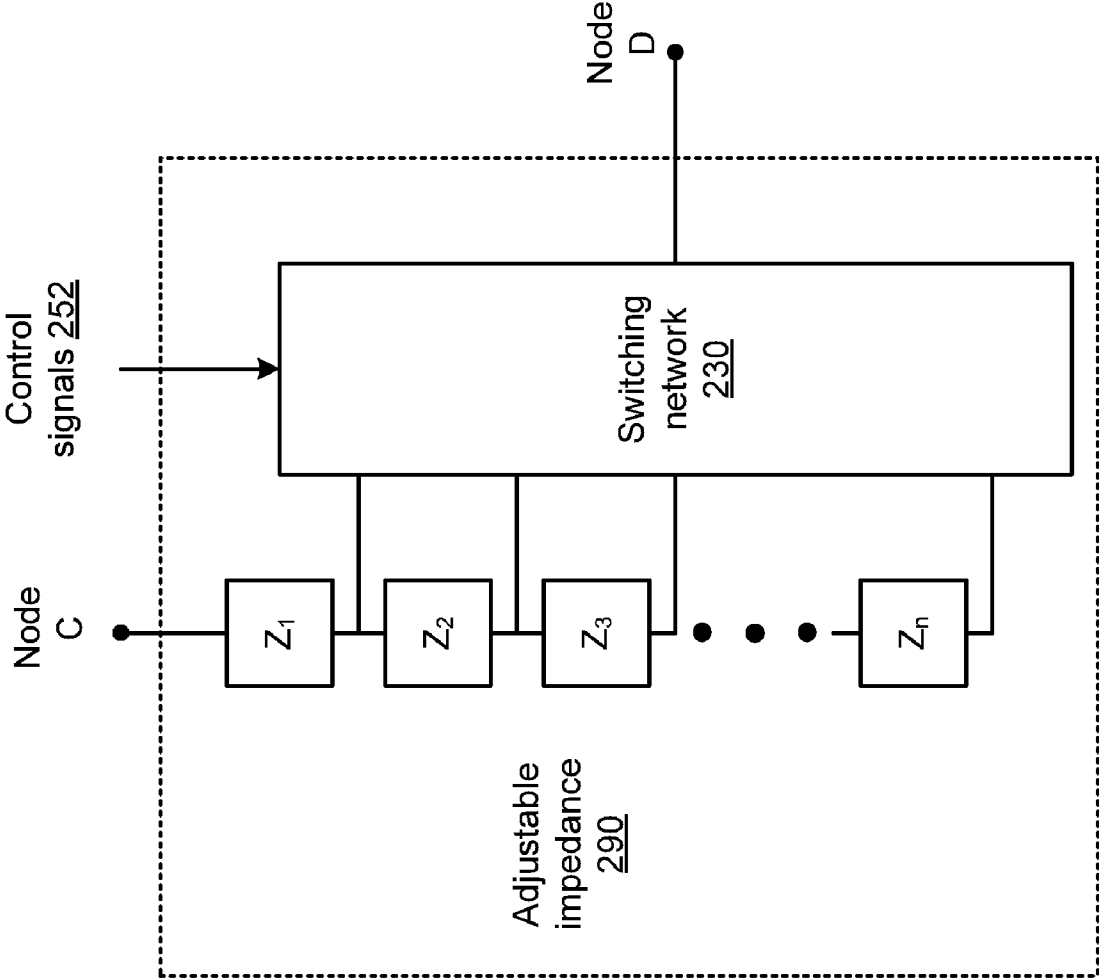 Node
C
Control
signals 252
Node
D
Z1
Z2
Z3
Zn
Switching
network
230
Adjustable
impedance
290